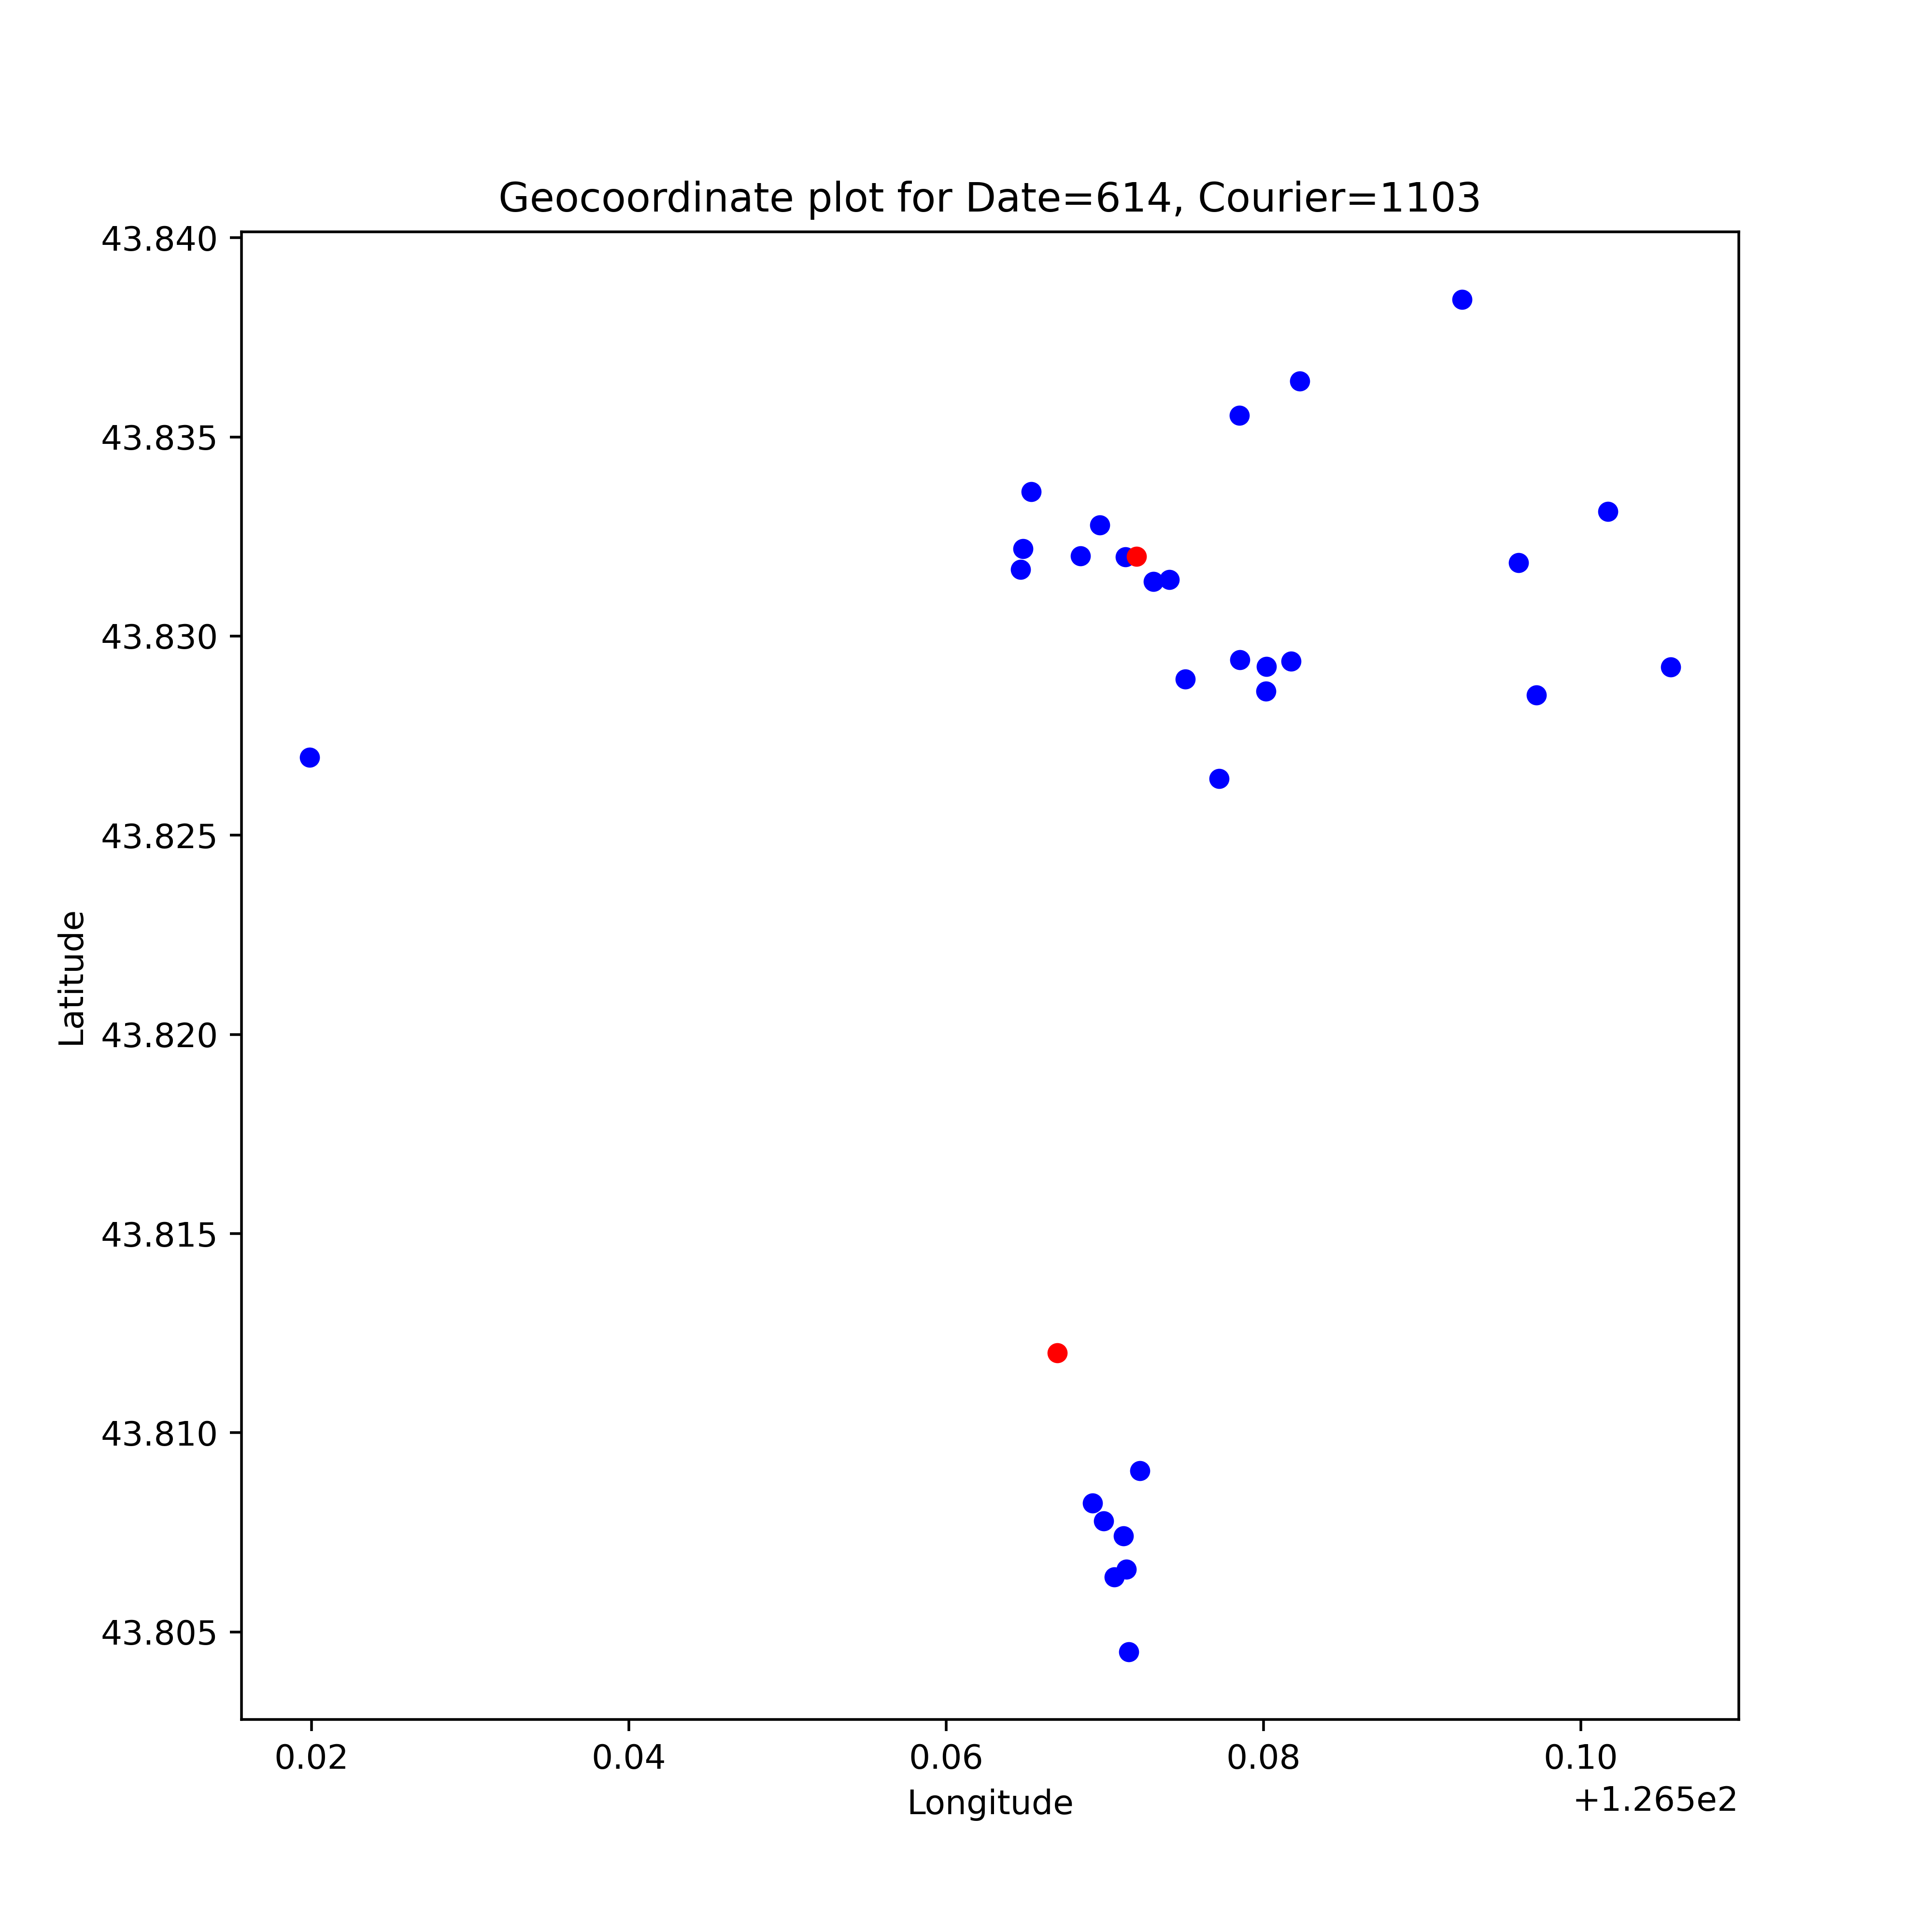 Geocoordinate plot for Date=614, Courier=1103
43.840
43.835
43.830
43.825
43.820
43.815
43.810
43.805
Latitude
0.02 0.04 0.06 0.08 0.10
Longitude
+1.265e2